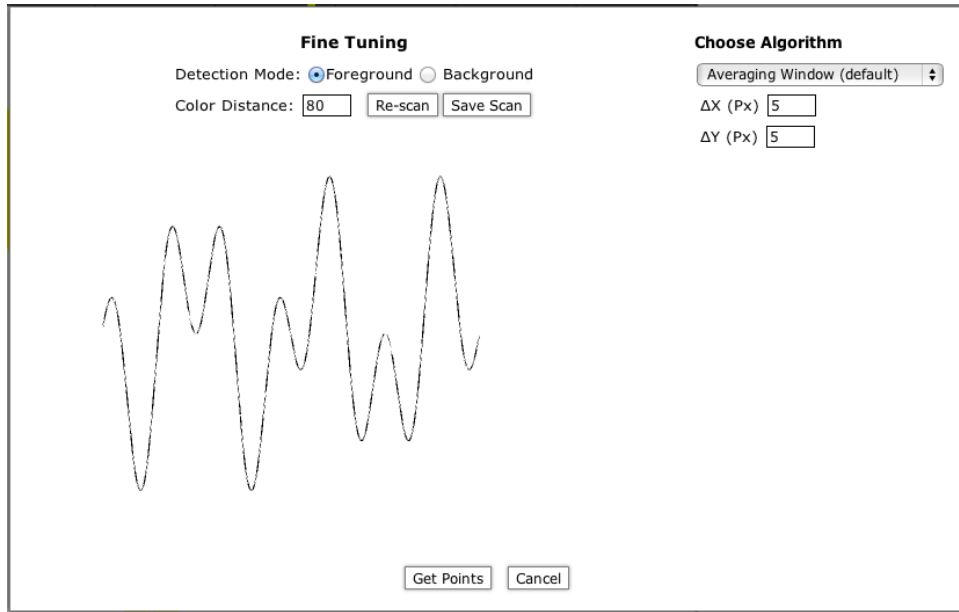 Fine Tuning
Detection Mode: Foreground Background
Color Distance: 80 Re-scan Save Scan
Choose Algorithm
Averaging Window (default)
ΔX (Px) 5
ΔY (Px) 5
Get Points Cancel